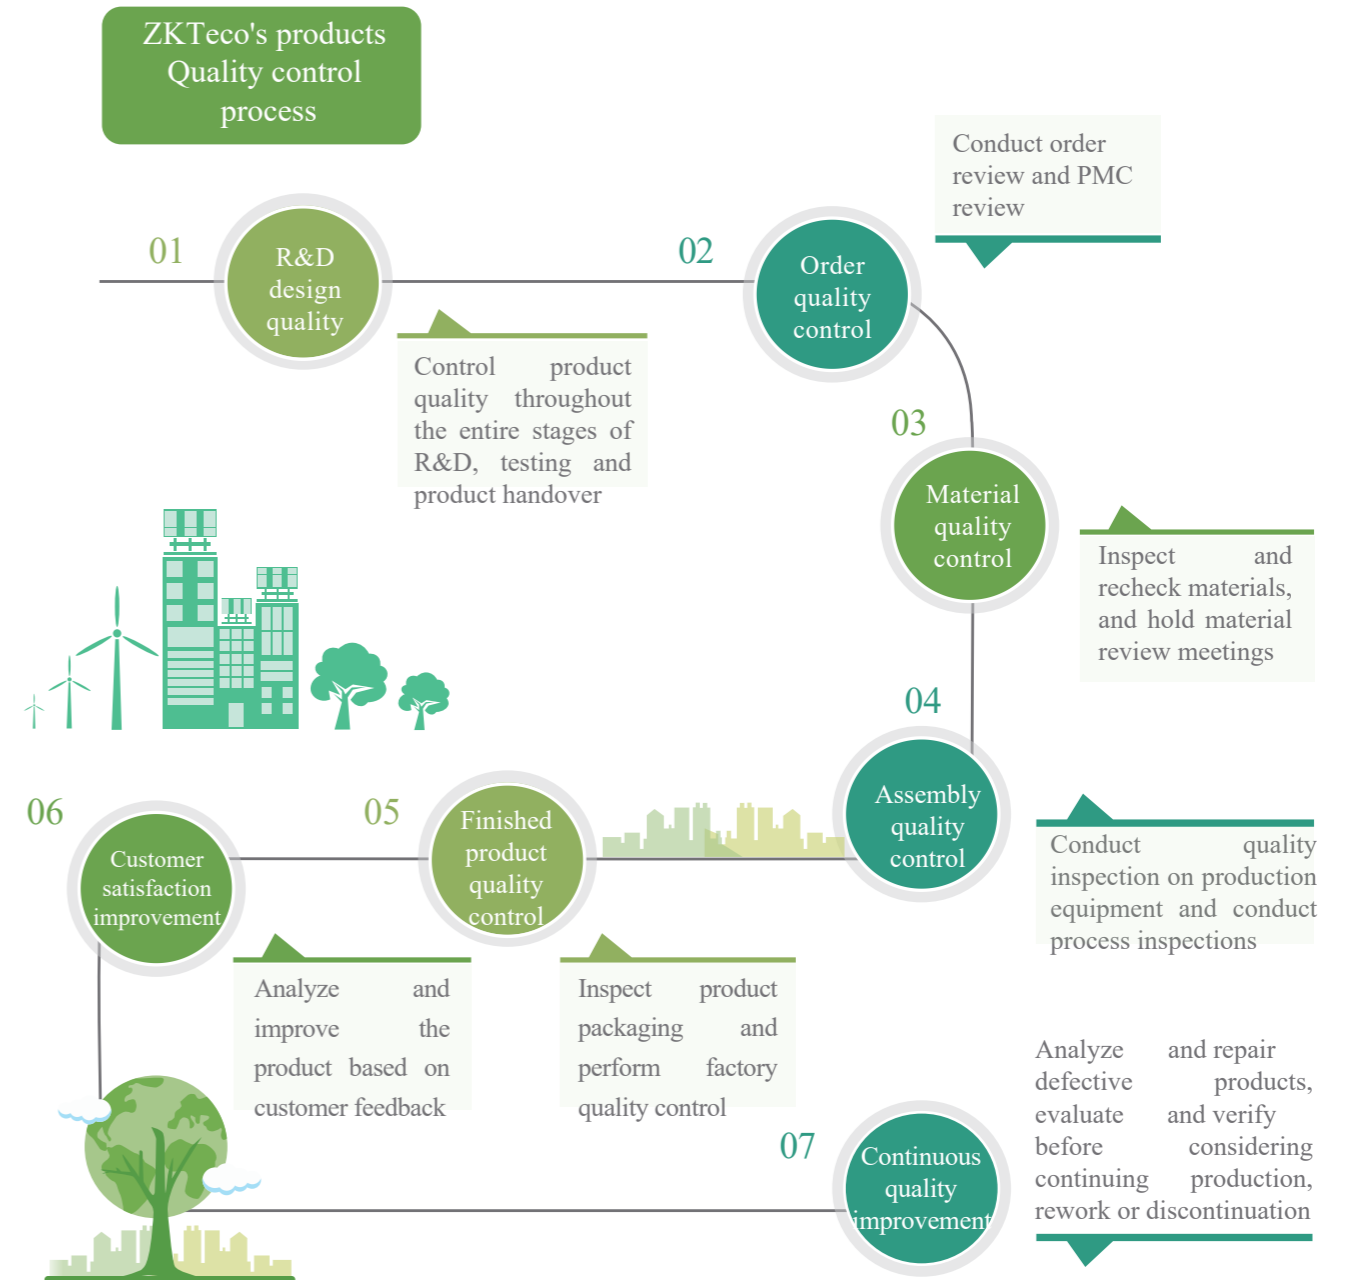 ZKTeco's products
Quality control
process
01
R&D
design
quality
Control product
quality throughout
the entire stages of
R&D, testing and
product handover
02
Order
quality
control
Conduct order
review and PMC
review
03
Material
quality
control
Inspect and
recheck materials,
and hold material
review meetings
04
Assembly
quality
control
Conduct quality
inspection on production
equipment and conduct
process inspections
05
Finished
product
quality
control
Inspect product
packaging and
perform factory
quality control
06
Customer
satisfaction
improvement
Analyze and
improve the
product based on
customer feedback
07
Continuous
quality
improvement
Analyze and repair
defective products,
evaluate and verify
before considering
continuing production,
rework or discontinuation